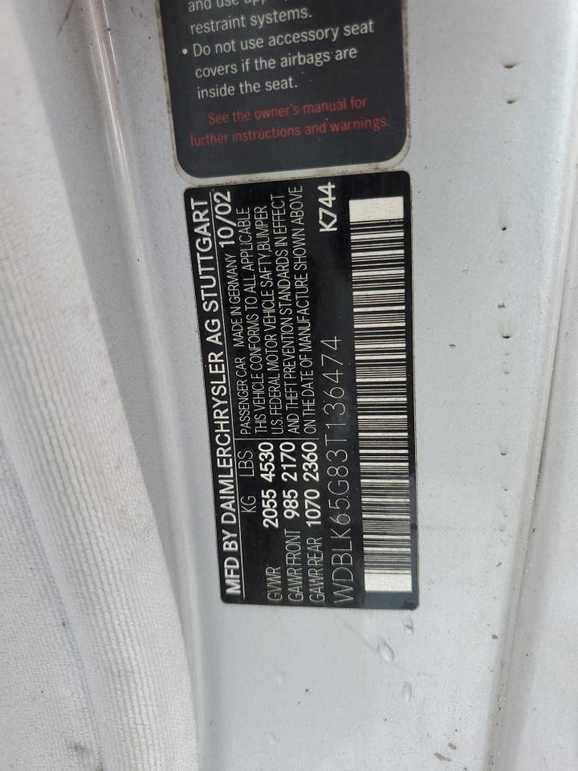 and use
restraint systems.
• Do not use accessory seat
covers if the airbags are
inside the seat.
See the owner's manual for
further instructions and warnings.
MFD BY DAIMLERCHRYSLER AG STUTTGART
KG LBS PASSENGER CAR MADE IN GERMANY 10/02
GVWR 2055 4530 THIS VEHICLE CONFORMS TO ALL APPLICABLE
U.S. FEDERAL MOTOR VEHICLE SAFTY,BUMPER
GAWR FRONT 985 2170 AND THEFT PREVENTION STANDARDS IN EFFECT
GAWR REAR 1070 2360 ON THE DATE OF MANUFACTURE SHOWN ABOVE
WDBLK65G83T136474 K744